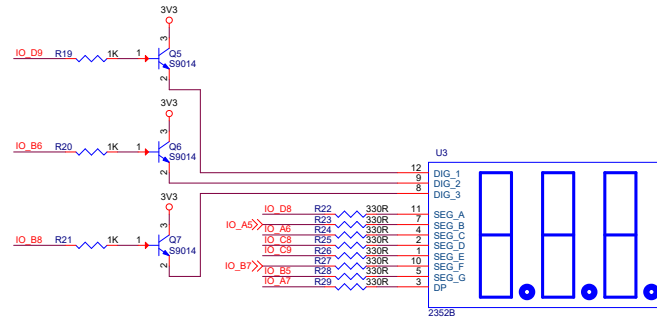 3V3
3
IO_D9 R19 1K 1 Q5
S9014
2
3V3
3
IO_B6 R20 1K 1 Q6
S9014
2
U3
12 DIG_1
9 DIG_2
8 DIG_3
3V3
3
IO_B8 R21 1K 1 Q7
S9014
2
IO_D8 R22 330R 11 SEG_A
IO_A5 R23 330R 7 SEG_B
IO_A6 R24 330R 4 SEG_C
IO_C8 R25 330R 2 SEG_D
IO_C9 R26 330R 1 SEG_E
IO_B7 R27 330R 10 SEG_F
IO_B5 R28 330R 5 SEG_G
IO_A7 R29 330R 3 DP
2352B